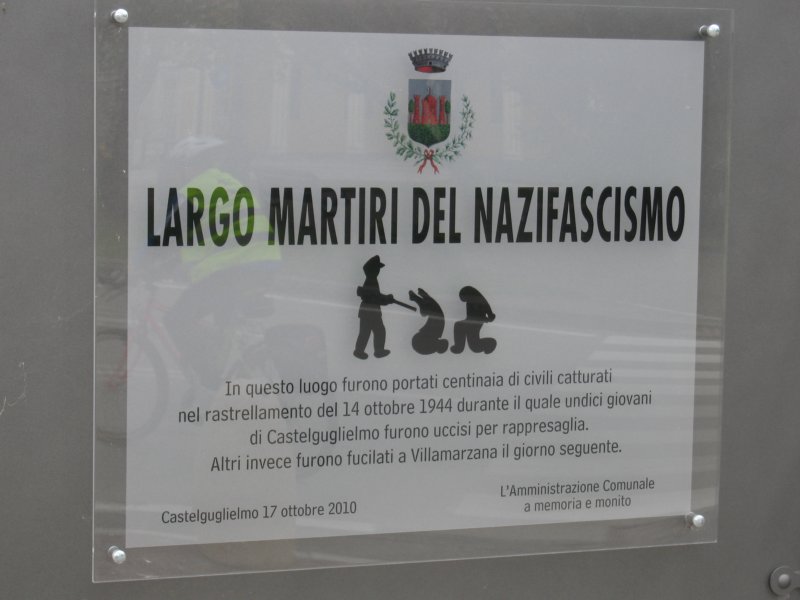 LARGO MARTIRI DEL NAZIFASCISMO
In questo luogo furono portati centinaia di civili catturati
nel rastrellamento del 14 ottobre 1944 durante il quale undici giovani
di Castelguglielmo furono uccisi per rappresaglia.
Altri invece furono fucilati a Villamarzana il giorno seguente.
Castelguglielmo 17 ottobre 2010
L'Amministrazione Comunale
a memoria e monito